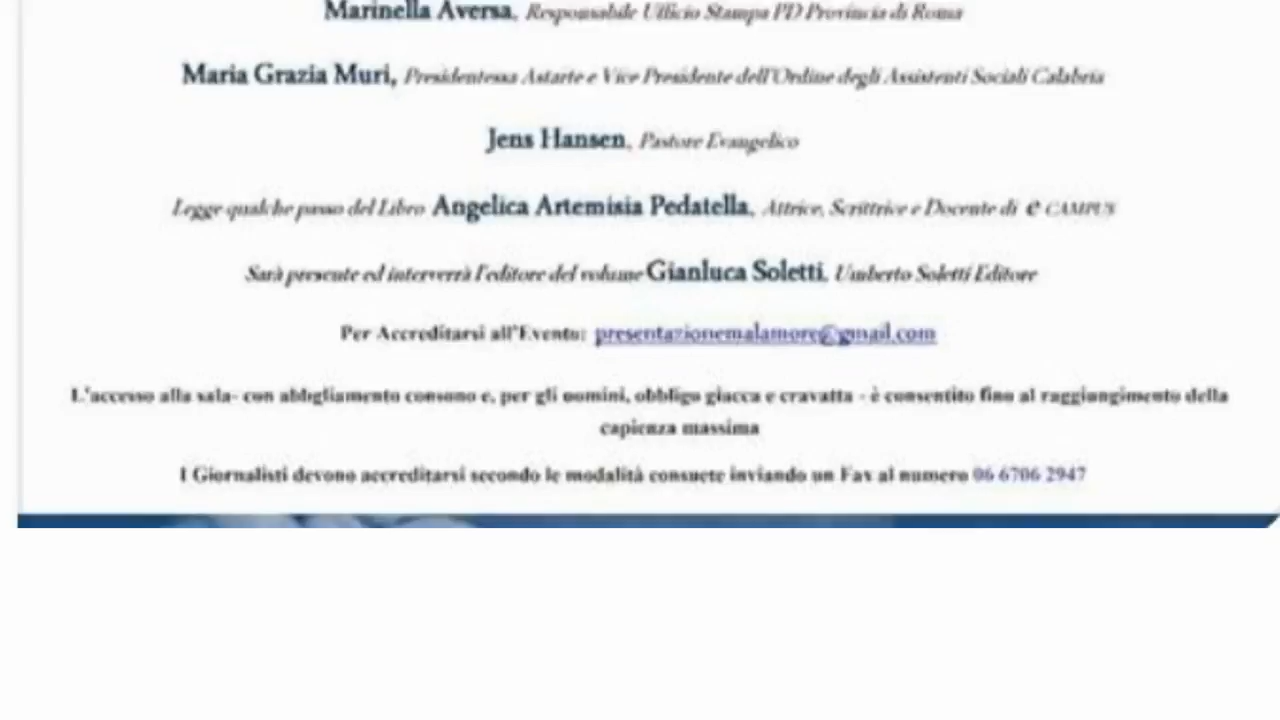 Marinella Aversa, Responsabile Ufficio Stampa PD Provincia di Roma
Maria Grazia Muri, Presidentessa Astarte e Vice Presidente dell'Ordine degli Assistenti Sociali Calabria
Jens Hansen, Pastore Evangelico
Legge qualche passo del Libro Angelica Artemisia Pedatella, Attrice, Scrittrice e Docente di e CAMPUS
Sarà presente ed interverrà l'editore del volume Gianluca Soletti, Umberto Soletti Editore
Per Accreditarsi all'Evento: presentazionemalamore@gmail.com
L'accesso alla sala- con abbigliamento consono e, per gli uomini, obbligo giacca e cravatta - è consentito fino al raggiungimento della
capienza massima
I Giornalisti devono accreditarsi secondo le modalità consuete inviando un Fax al numero 06 6706 2947